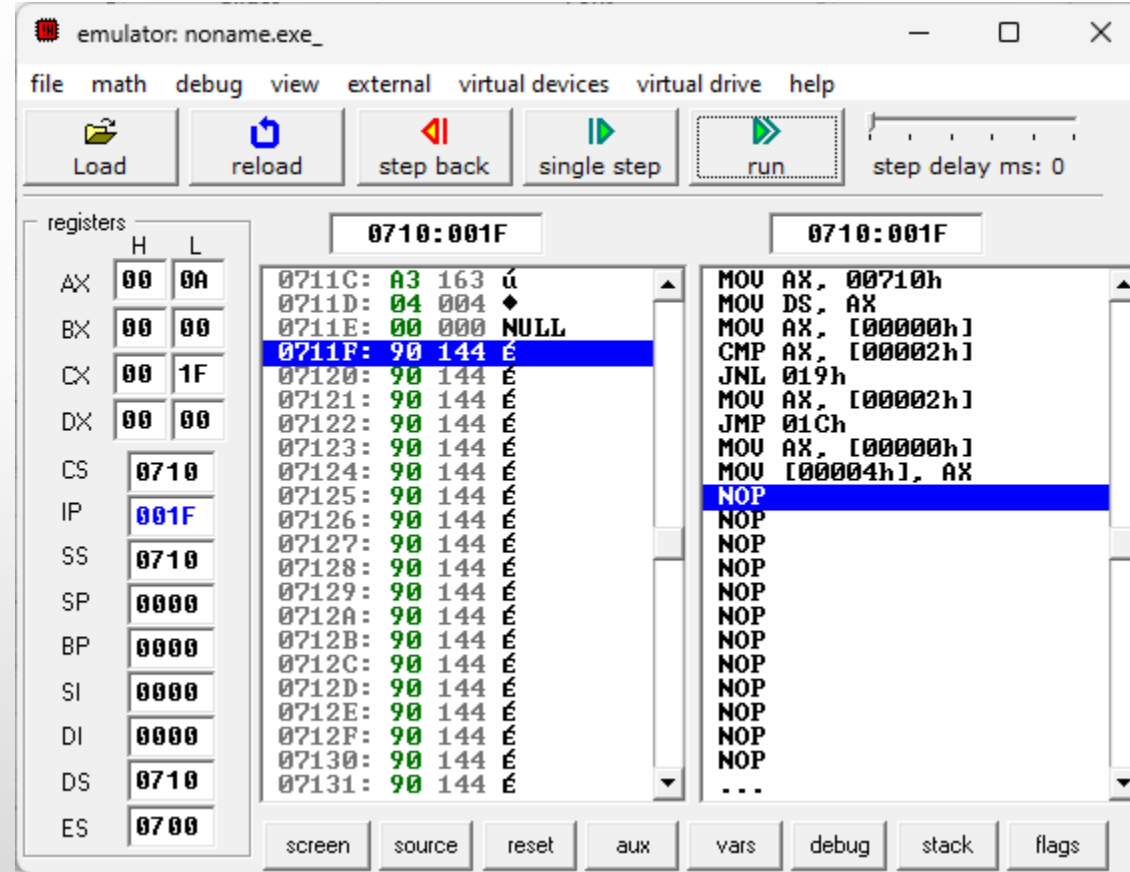 emulator: noname.exe_
file math debug view external virtual devices virtual drive help
Load reload step back single step run step delay ms: 0
registers
H L
AX 00 0A
BX 00 00
CX 00 1F
DX 00 00
CS 0710
IP 001F
SS 0710
SP 0000
BP 0000
SI 0000
DI 0000
DS 0710
ES 0700
0710:001F
0711C: A3 163 ú
0711D: 04 004 ♦
0711E: 00 000 NULL
0711F: 90 144 É
07120: 90 144 É
07121: 90 144 É
07122: 90 144 É
07123: 90 144 É
07124: 90 144 É
07125: 90 144 É
07126: 90 144 É
07127: 90 144 É
07128: 90 144 É
07129: 90 144 É
0712A: 90 144 É
0712B: 90 144 É
0712C: 90 144 É
0712D: 90 144 É
0712E: 90 144 É
0712F: 90 144 É
07130: 90 144 É
07131: 90 144 É
0710:001F
MOV AX, 00710h
MOV DS, AX
MOV AX, [00000h]
CMP AX, [00002h]
JNL 019h
MOV AX, [00002h]
JMP 01Ch
MOV AX, [00000h]
MOV [00004h], AX
NOP
NOP
NOP
NOP
NOP
NOP
NOP
NOP
NOP
NOP
NOP
NOP
...
screen source reset aux vars debug stack flags